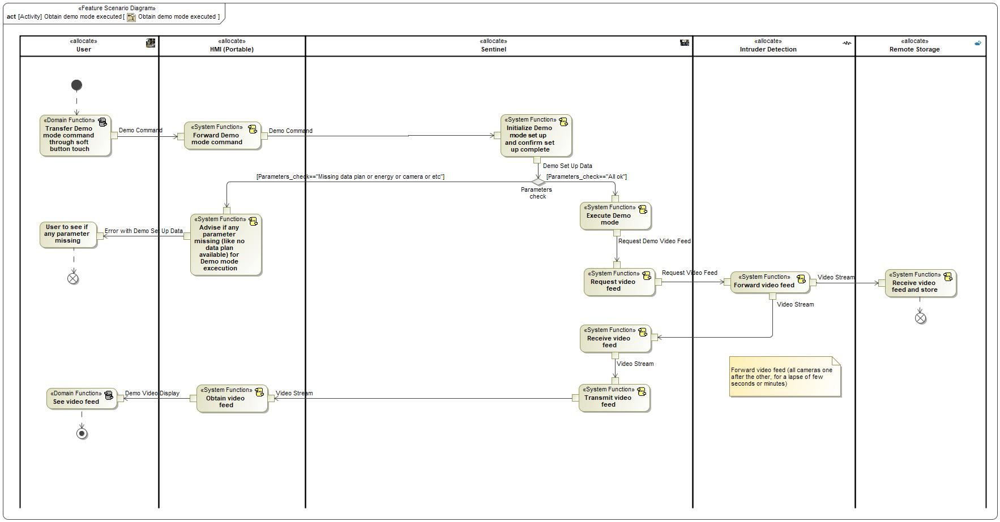 «Feature Scenario Diagram»
act [Activity] Obtain demo mode executed [ Obtain demo mode executed ]
«allocate»
User
«allocate»
HMI (Portable)
«allocate»
Sentinel
«allocate»
Intruder Detection
«allocate»
Remote Storage
«Domain Function»
Transfer Demo
mode command
through soft
button touch
Demo Command
«System Function»
Forward Demo
mode command
Demo Command
«System Function»
Initialize Demo
mode set up
and confirm set
up complete
Demo Set Up Data
[Parameters_check=="Missing data plan or energy or camera or etc"]
[Parameters_check=="All ok"]
Parameters
check
«System Function»
Execute Demo
mode
User to see if
any parameter
missing
Error with Demo Set Up Data
«System Function»
Advise if any
parameter
missing (like no
data plan
available) for
Demo mode
excecution
Request Demo Video Feed
«System Function»
Request video
feed
Request Video Feed
«System Function»
Forward video feed
Video Stream
«System Function»
Receive video
feed and store
Video Stream
«System Function»
Receive video
feed
Video Stream
Forward video feed (all cameras one
after the other, for a lapse of few
seconds or minutes)
«Domain Function»
See video feed
Demo Video Display
«System Function»
Obtain video
feed
Video Stream
«System Function»
Transmit video
feed